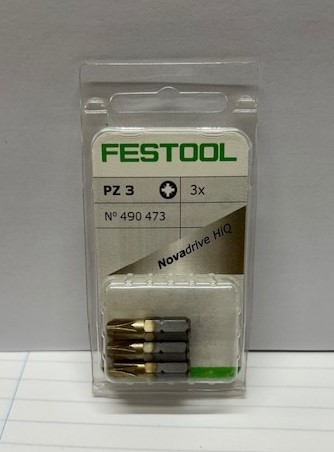 FESTOOL
PZ 3 3x
Nº 490 473
Novadrive HiQ